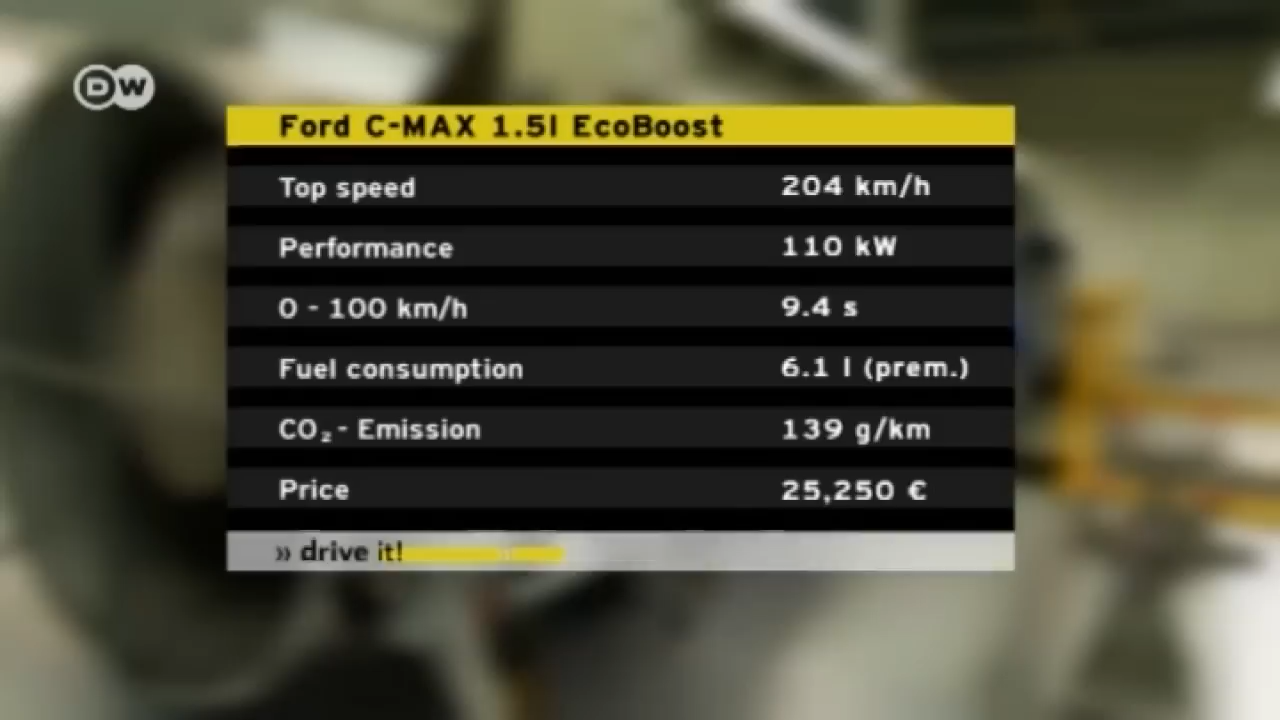 DW
Ford C-MAX 1.5l EcoBoost
Top speed 204 km/h
Performance 110 kW
0 - 100 km/h 9.4 s
Fuel consumption 6.1 l (prem.)
CO₂- Emission 139 g/km
Price 25,250 €
» drive it!